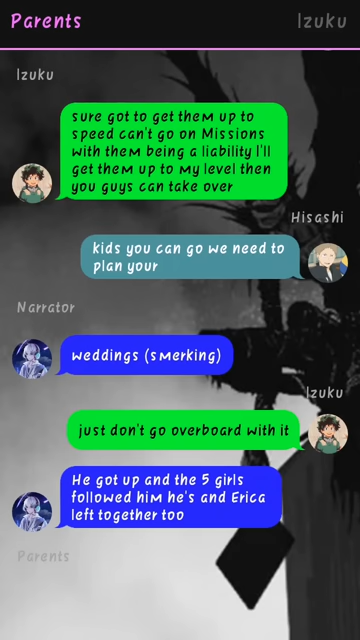 Parents
Izuku
Izuku
sure got to get them up to
speed can't go on Missions
with them being a liability I'll
get them up to my level then
you guys can take over
Hisashi
kids you can go we need to
plan your
Narrator
weddings (smerking)
Izuku
just don't go overboard with it
He got up and the 5 girls
followed him he's and Erica
left together too
Parents